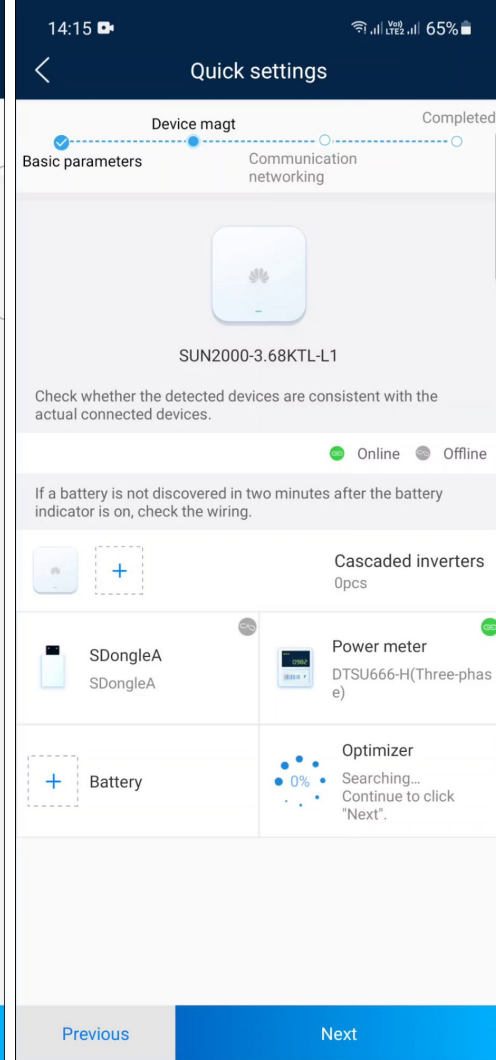 14:15
Vo))
LTE2
65%
Quick settings
Device magt
Completed
Basic parameters
Communication
networking
SUN2000-3.68KTL-L1
Check whether the detected devices are consistent with the
actual connected devices.
Online
Offline
If a battery is not discovered in two minutes after the battery
indicator is on, check the wiring.
+
Cascaded inverters
0pcs
SDongleA
SDongleA
Power meter
DTSU666-H(Three-phas
e)
+
Battery
0%
Optimizer
Searching...
Continue to click
"Next".
Previous
Next